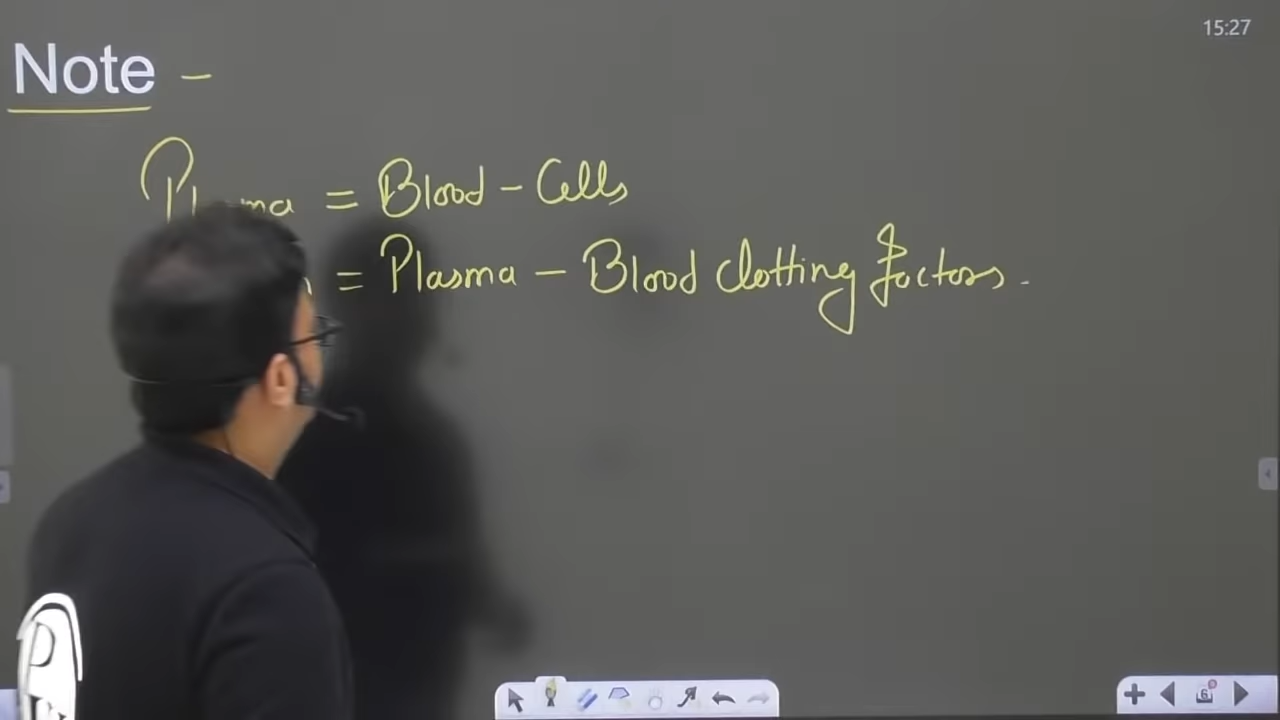 15:27
Note -
= Blood - Cells
= Plasma - Blood clotting factors.
P